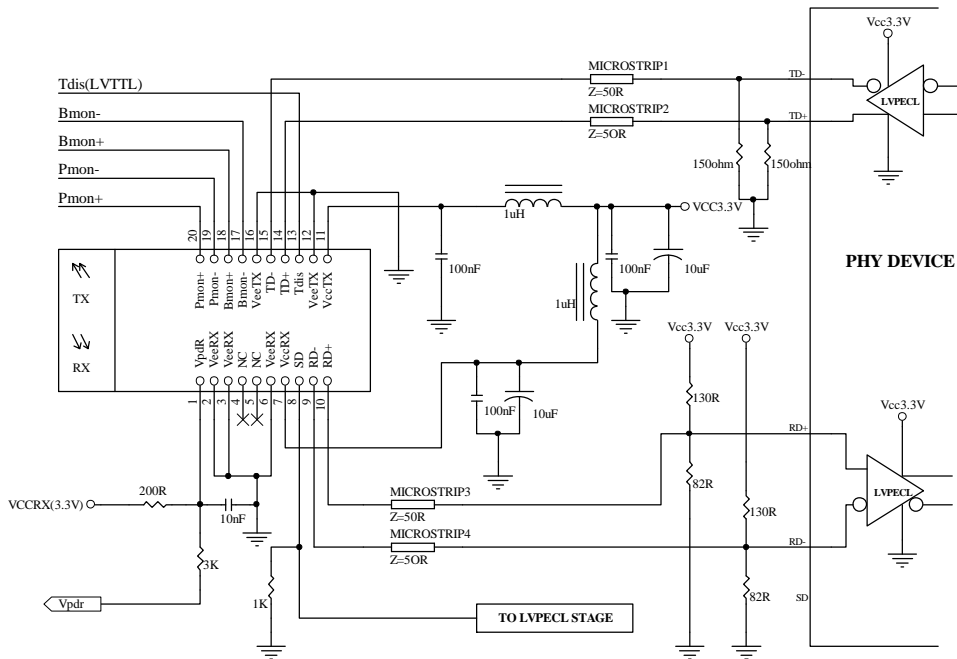 Vcc3.3V
MICROSTRIP1
TD-
Tdis(LVTTL)
Z=50R
LVPECL
MICROSTRIP2
TD+
Bmon-
Z=5OR
Bmon+
150ohm
150ohm
Pmon-
Pmon+
1uH
VCC3.3V
20
19
18
17
16
15
14
13
12
11
100nF
100nF
10uF
PHY DEVICE
TX
Pmon+
Pmon-
Bmon+
Bmon-
VeeTX
TD-
TD+
Tdis
VeeTX
VccTX
1uH
RX
VpdR
VeeRX
VeeRX
NC
NC
VeeRX
VccRX
SD
RD-
RD+
Vcc3.3V
Vcc3.3V
1
2
3
4
5
6
7
8
9
10
100nF
10uF
130R
Vcc3.3V
RD+
82R
LVPECL
200R
MICROSTRIP3
VCCRX(3.3V)
10nF
Z=50R
130R
MICROSTRIP4
RD-
Z=5OR
3K
Vpdr
1K
TO LVPECL STAGE
82R
SD